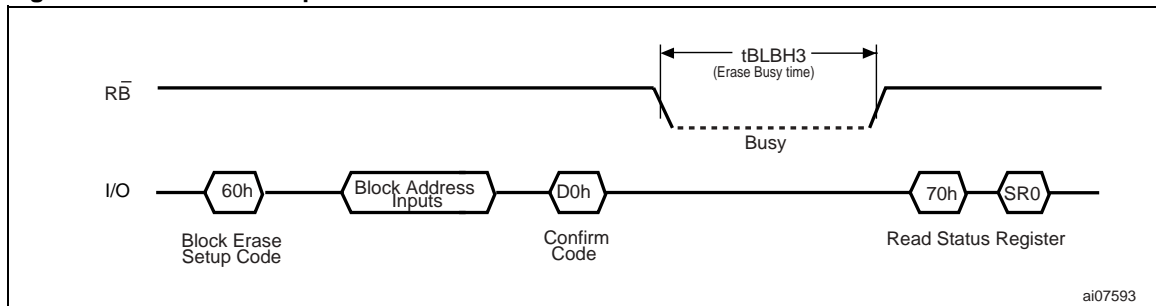 tBLBH3
(Erase Busy time)
RB̅
Busy
I/O
60h
Block Address
Inputs
D0h
70h
SR0
Block Erase
Setup Code
Confirm
Code
Read Status Register
ai07593